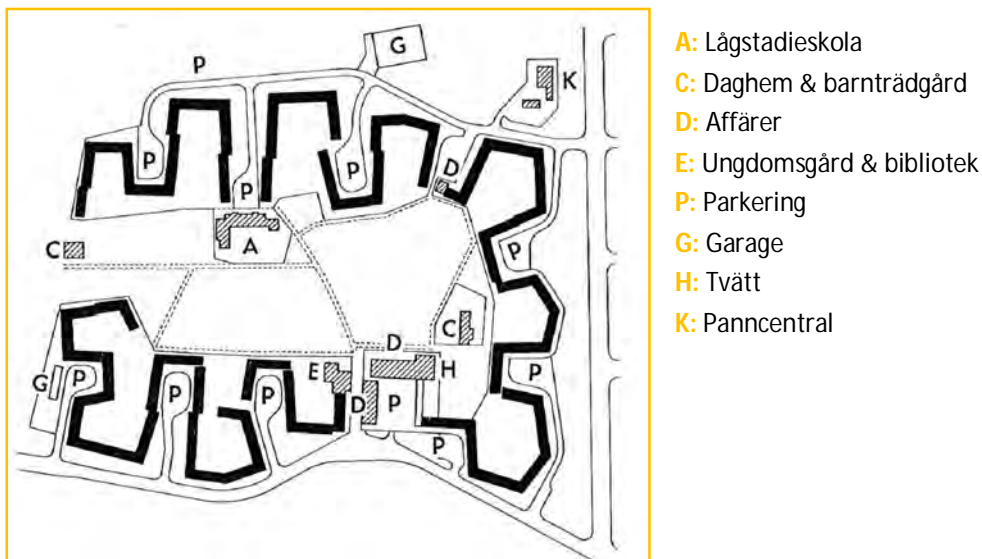 G
P
K
P
P
D
P
A
P
C
C
D
P
E
H
G
P
P
P
D
P
P
A: Lågstadieskola
C: Daghem & barnträdgård
D: Affärer
E: Ungdomsgård & bibliotek
P: Parkering
G: Garage
H: Tvätt
K: Panncentral